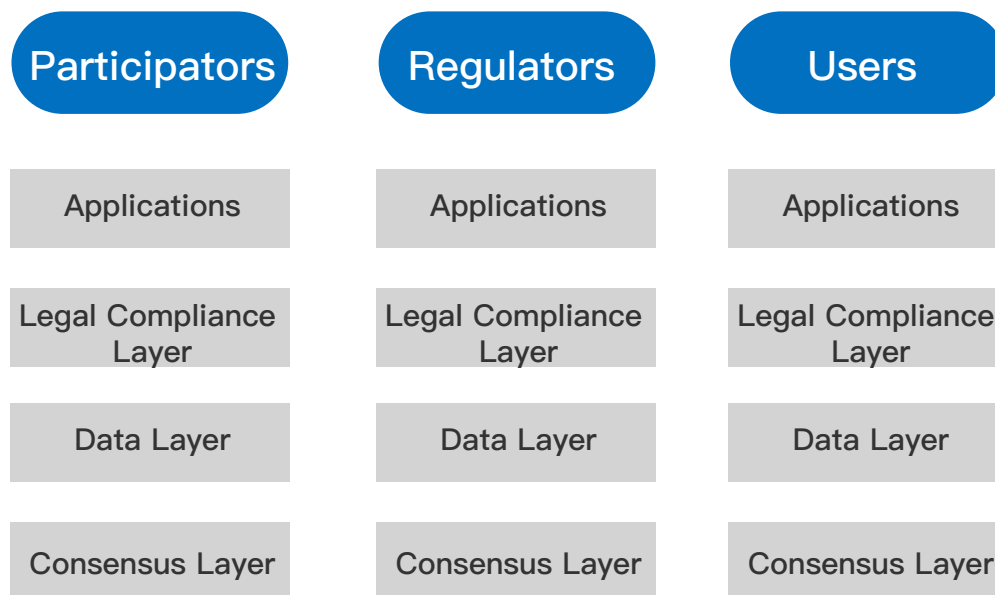 Participators Regulators Users
Applications Applications Applications
Legal Compliance Legal Compliance Legal Compliance
Layer Layer Layer
Data Layer Data Layer Data Layer
Consensus Layer Consensus Layer Consensus Layer